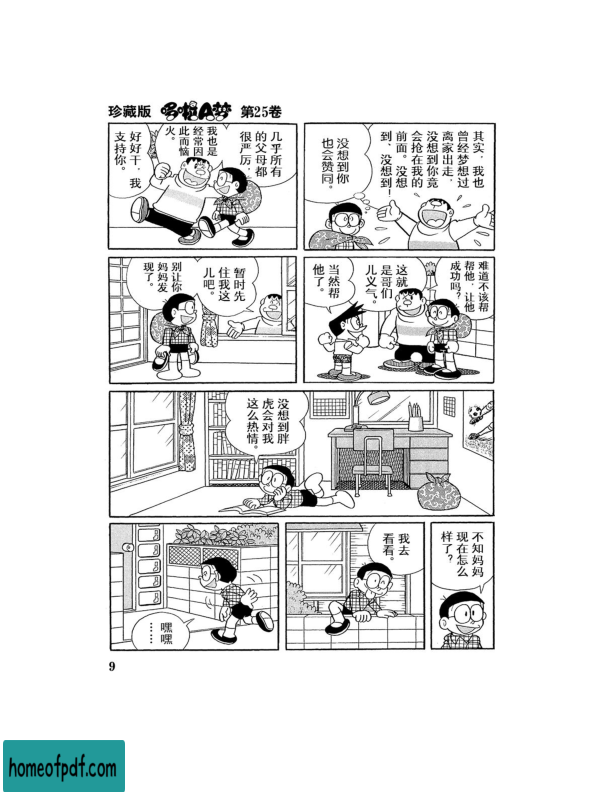 珍藏版 哆啦A梦 第25卷
其实，我也
曾经梦想过
离家出走，
没想到你竟
会抢在我的
前面。没想
到、没想到！
没想到你
也会赞同。
几乎所有
的父母都
很严厉，
我也是
经常因
此而恼
火。
好好干，我
支持你。
难道不该帮
帮他，让他
成功吗？
这就
是哥们
儿义气。
当然帮
他了。
暂时先
住我这
儿吧。
别让你
妈妈发
现了。
没想到胖
虎会对我
这么热情。
不知妈妈
现在怎么
样了？
我去
看看。
嘿嘿
……
9
homeofpdf.com